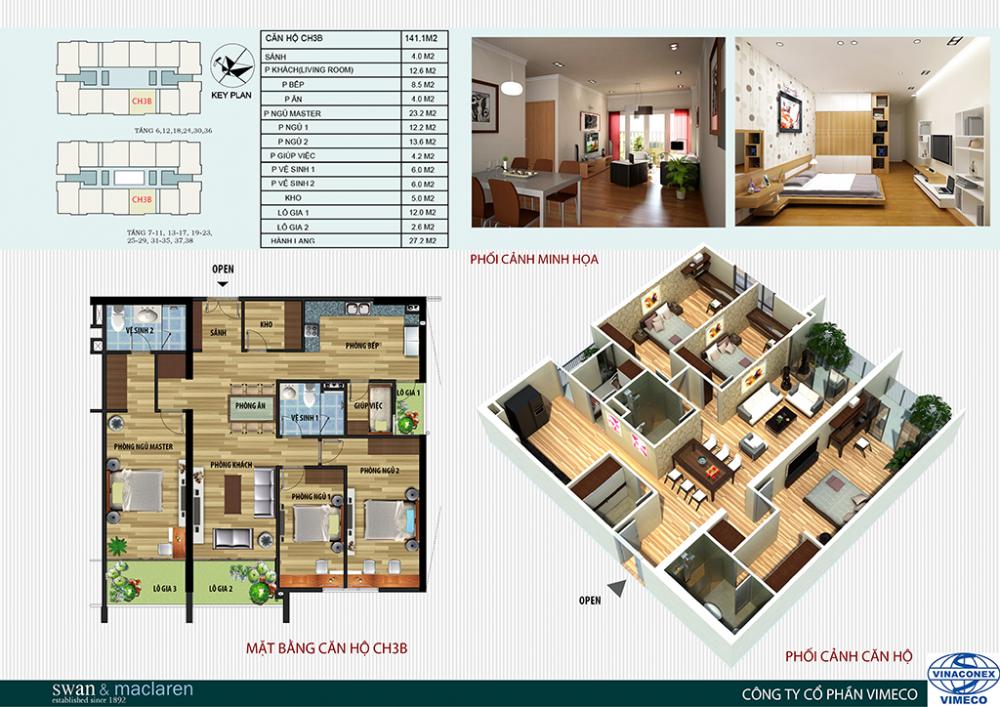 KEY PLAN
CH3B
TẦNG 6,12,18,24,30,36
CH3B
TẦNG 7-11, 13-17, 19-23,
25-29, 31-35, 37,38
CĂN HỘ CH3B 141.1M2
SẢNH 4.0 M2
P KHÁCH(LIVING ROOM) 12.6 M2
P BẾP 8.5 M2
P ĂN 4.0 M2
P NGỦ MASTER 23.2 M2
P NGỦ 1 12.2 M2
P NGỦ 2 13.6 M2
P GIÚP VIỆC 4.2 M2
P VỆ SINH 1 6.0 M2
P VỆ SINH 2 6.0 M2
KHO 5.0 M2
LÔ GIA 1 12.0 M2
LÔ GIA 2 2.6 M2
HÀNH LANG 27.2 M2
PHỐI CẢNH MINH HỌA
OPEN
VỆ SINH 2
SẢNH
KHO
PHÒNG BẾP
PHÒNG ĂN
VỆ SINH 1
GIÚP VIỆC
LÔ GIA 1
PHÒNG NGỦ MASTER
PHÒNG KHÁCH
PHÒNG NGỦ 2
PHÒNG NGỦ 1
LÔ GIA 3
LÔ GIA 2
MẶT BẰNG CĂN HỘ CH3B
OPEN
PHỐI CẢNH CĂN HỘ
swan & maclaren
established since 1892
CÔNG TY CỔ PHẦN VIMECO
VINACONEX
VIMECO